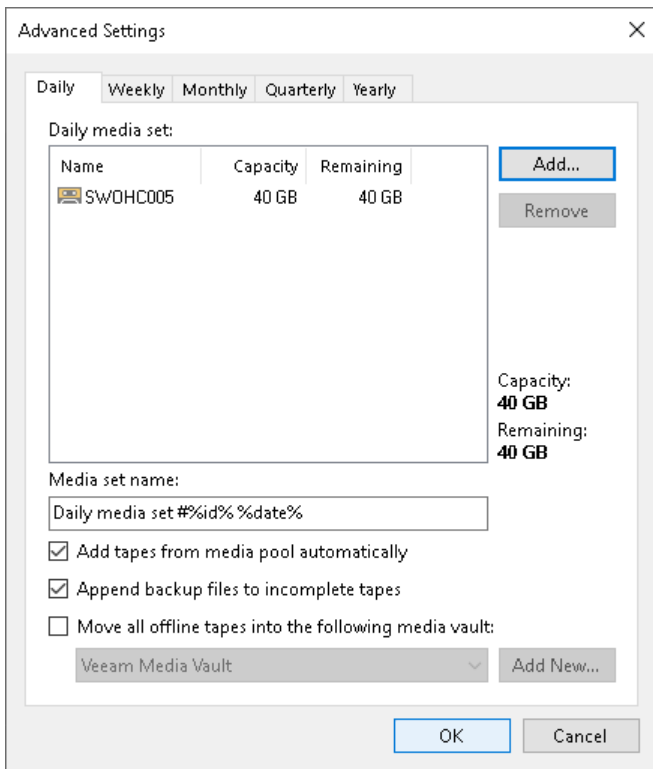 Advanced Settings
Daily Weekly Monthly Quarterly Yearly
Daily media set:
Name Capacity Remaining
SWOHC005 40 GB 40 GB
Add...
Remove
Capacity:
40 GB
Remaining:
40 GB
Media set name:
Daily media set #%id% %date%
Add tapes from media pool automatically
Append backup files to incomplete tapes
Move all offline tapes into the following media vault:
Veeam Media Vault Add New...
OK Cancel